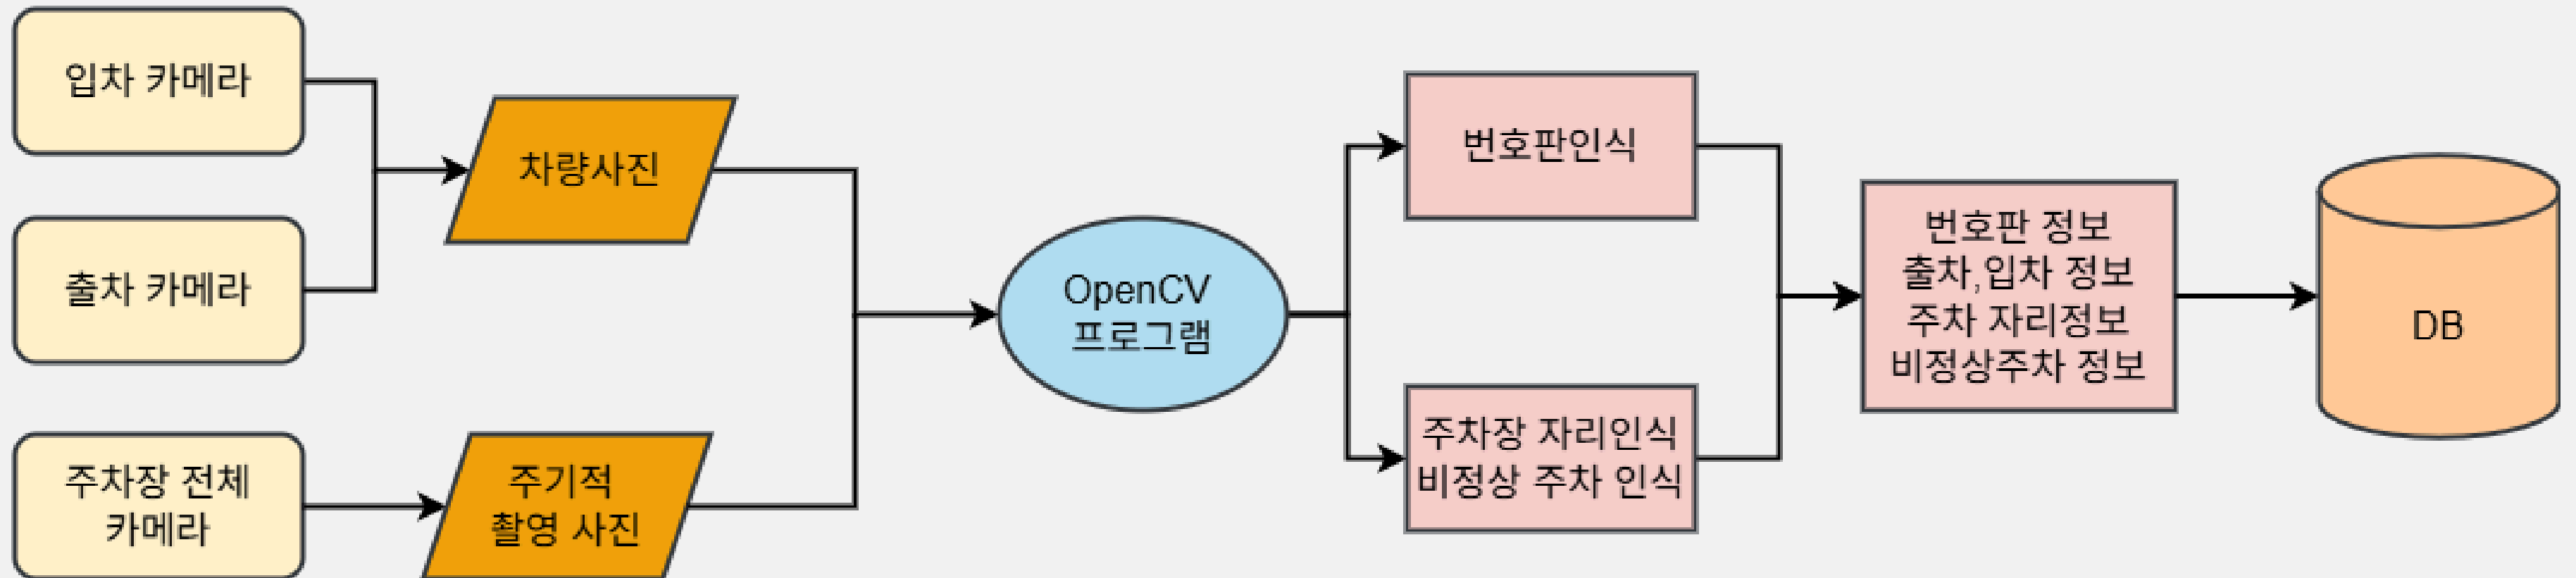 입차 카메라
출차 카메라
주차장 전체
카메라
차량사진
주기적
촬영 사진
OpenCV
프로그램
번호판인식
주차장 자리인식
비정상 주차 인식
번호판 정보
출차,입차 정보
주차 자리정보
비정상주차 정보
DB